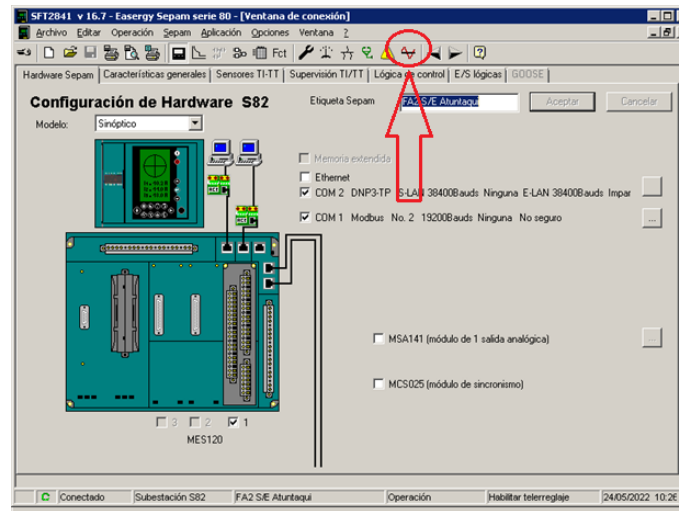 SFT2841 v 16.7 - Easergy Sepam serie 80 - [Ventana de conexión]
Archivo Editar Operación Sepam Aplicación Opciones Ventana ?
Fct
Hardware Sepam Características generales Sensores TI-TT Supervisión TI/TT Lógica de control E/S lógicas GOOSE
Configuración de Hardware S82
Etiqueta Sepam FA2 S/E Atuntaqui Aceptar Cancelar
Modelo: Sinóptico
Memoria extendida
Ethernet
COM 2 DNP3-TP S-LAN 38400Bauds Ninguna E-LAN 38400Bauds Impar
COM 1 Modbus No. 2 19200Bauds Ninguna No seguro ...
MSA141 (módulo de 1 salida analógica) ...
MCS025 (módulo de sincronismo)
3 2 1
MES120
Conectado Subestación S82 FA2 S/E Atuntaqui Operación Habilitar telerreglaje 24/05/2022 10:26